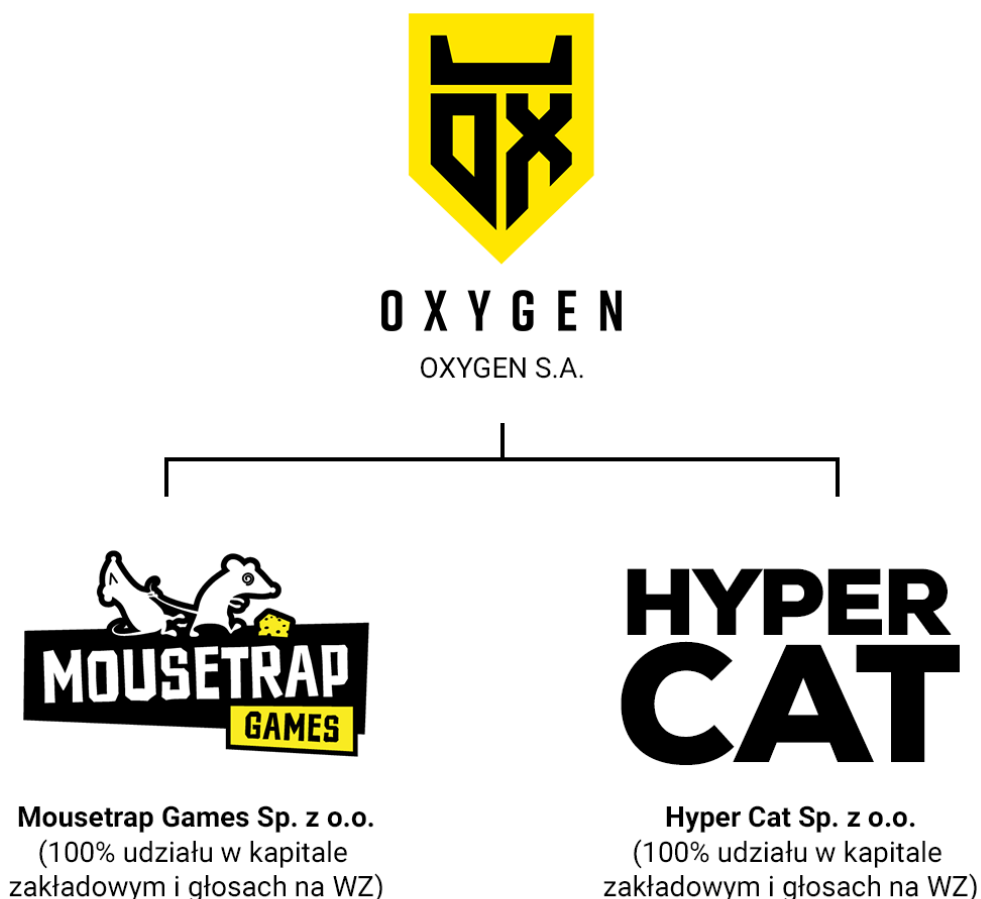 OX
OXYGEN
OXYGEN S.A.
MOUSETRAP
GAMES
Mousetrap Games Sp. z o.o.
(100% udziału w kapitale
zakładowym i głosach na WZ)
HYPER
CAT
Hyper Cat Sp. z o.o.
(100% udziału w kapitale
zakładowym i głosach na WZ)